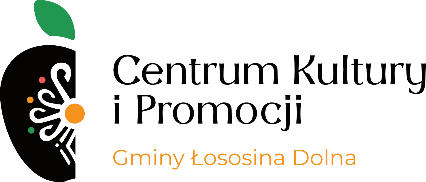 Centrum Kultury
i Promocji
Gminy Łososina Dolna